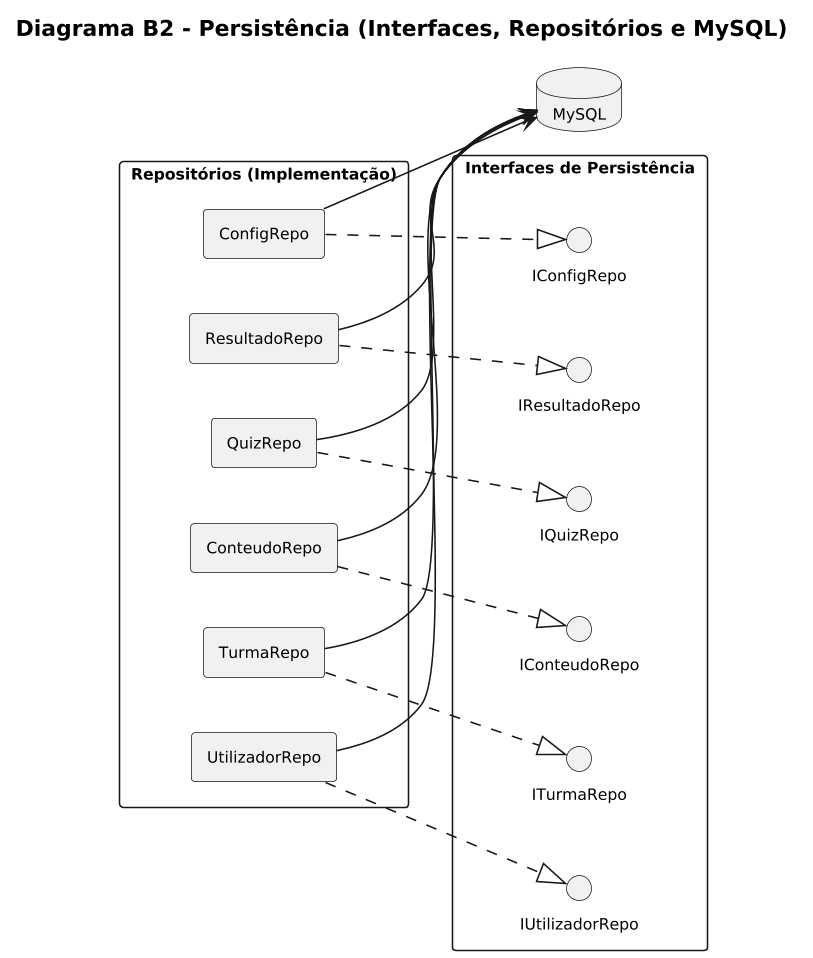 Diagrama B2 - Persistência (Interfaces, Repositórios e MySQL)
MySQL
Repositórios (Implementação)
ConfigRepo
ResultadoRepo
QuizRepo
ConteudoRepo
TurmaRepo
UtilizadorRepo
Interfaces de Persistência
IConfigRepo
IResultadoRepo
IQuizRepo
IConteudoRepo
ITurmaRepo
IUtilizadorRepo